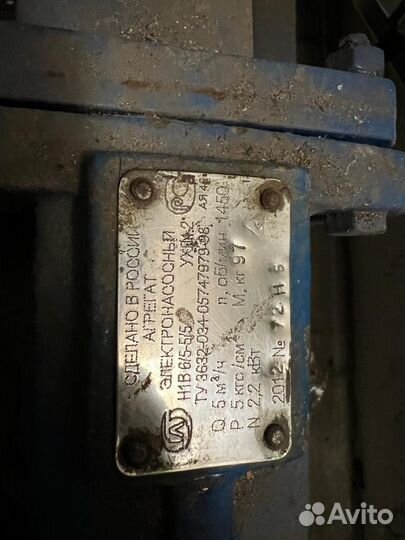 СДЕЛАНО В РОССИИ
АГРЕГАТ
ЭЛЕКТРОНАСОСНЫЙ
Н1В 6/5-5/5
ТУ 3632-034-05747979-98
Q 5 м³/ч n, об/мин 1450
P 5 кгс/см² М, кг 97
N 2,2 кВт
2012 №
Avito